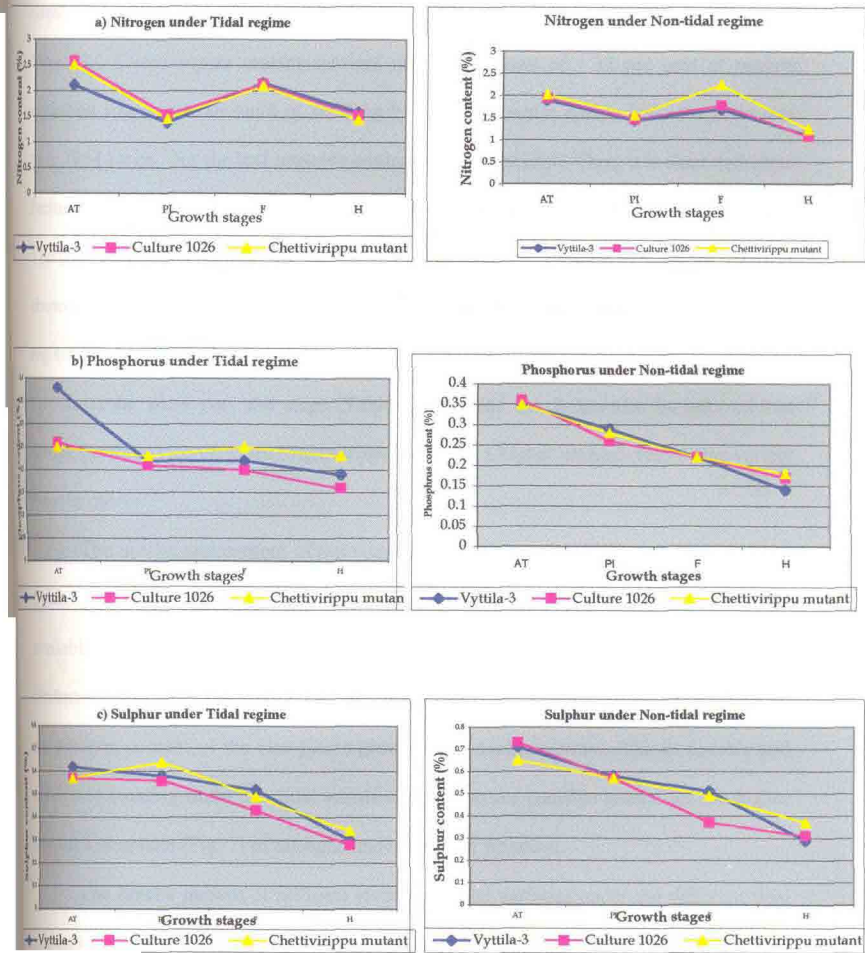 a) Nitrogen under Tidal regime
Nitrogen content (%)
3
2.5
2
1.5
1
0.5
0
AT PI F H
Growth stages
Vyttila-3 Culture 1026 Chettivirippu mutant
Nitrogen under Non-tidal regime
Nitrogen content (%)
3
2.5
2
1.5
1
0.5
0
AT PI F H
Growth stages
Vyttila-3 Culture 1026 Chettivirippu mutant
b) Phosphorus under Tidal regime
AT PI F H
Growth stages
Vyttila-3 Culture 1026 Chettivirippu mutan
Phosphorus under Non-tidal regime
Phosphrus content (%)
0.4
0.35
0.3
0.25
0.2
0.15
0.1
0.05
0
AT PI F H
Growth stages
Vyttila-3 Culture 1026 Chettivirippu mutant
c) Sulphur under Tidal regime
Sulphur content (%)
AT F H
Growth stages
Vyttila-3 Culture 1026 Chettivirippu mutant
Sulphur under Non-tidal regime
Sulphur content (%)
0.8
0.7
0.6
0.5
0.4
0.3
0.2
0.1
0
AT PI F H
Growth stages
Vyttila-3 Culture 1026 Chettivirippu mutant